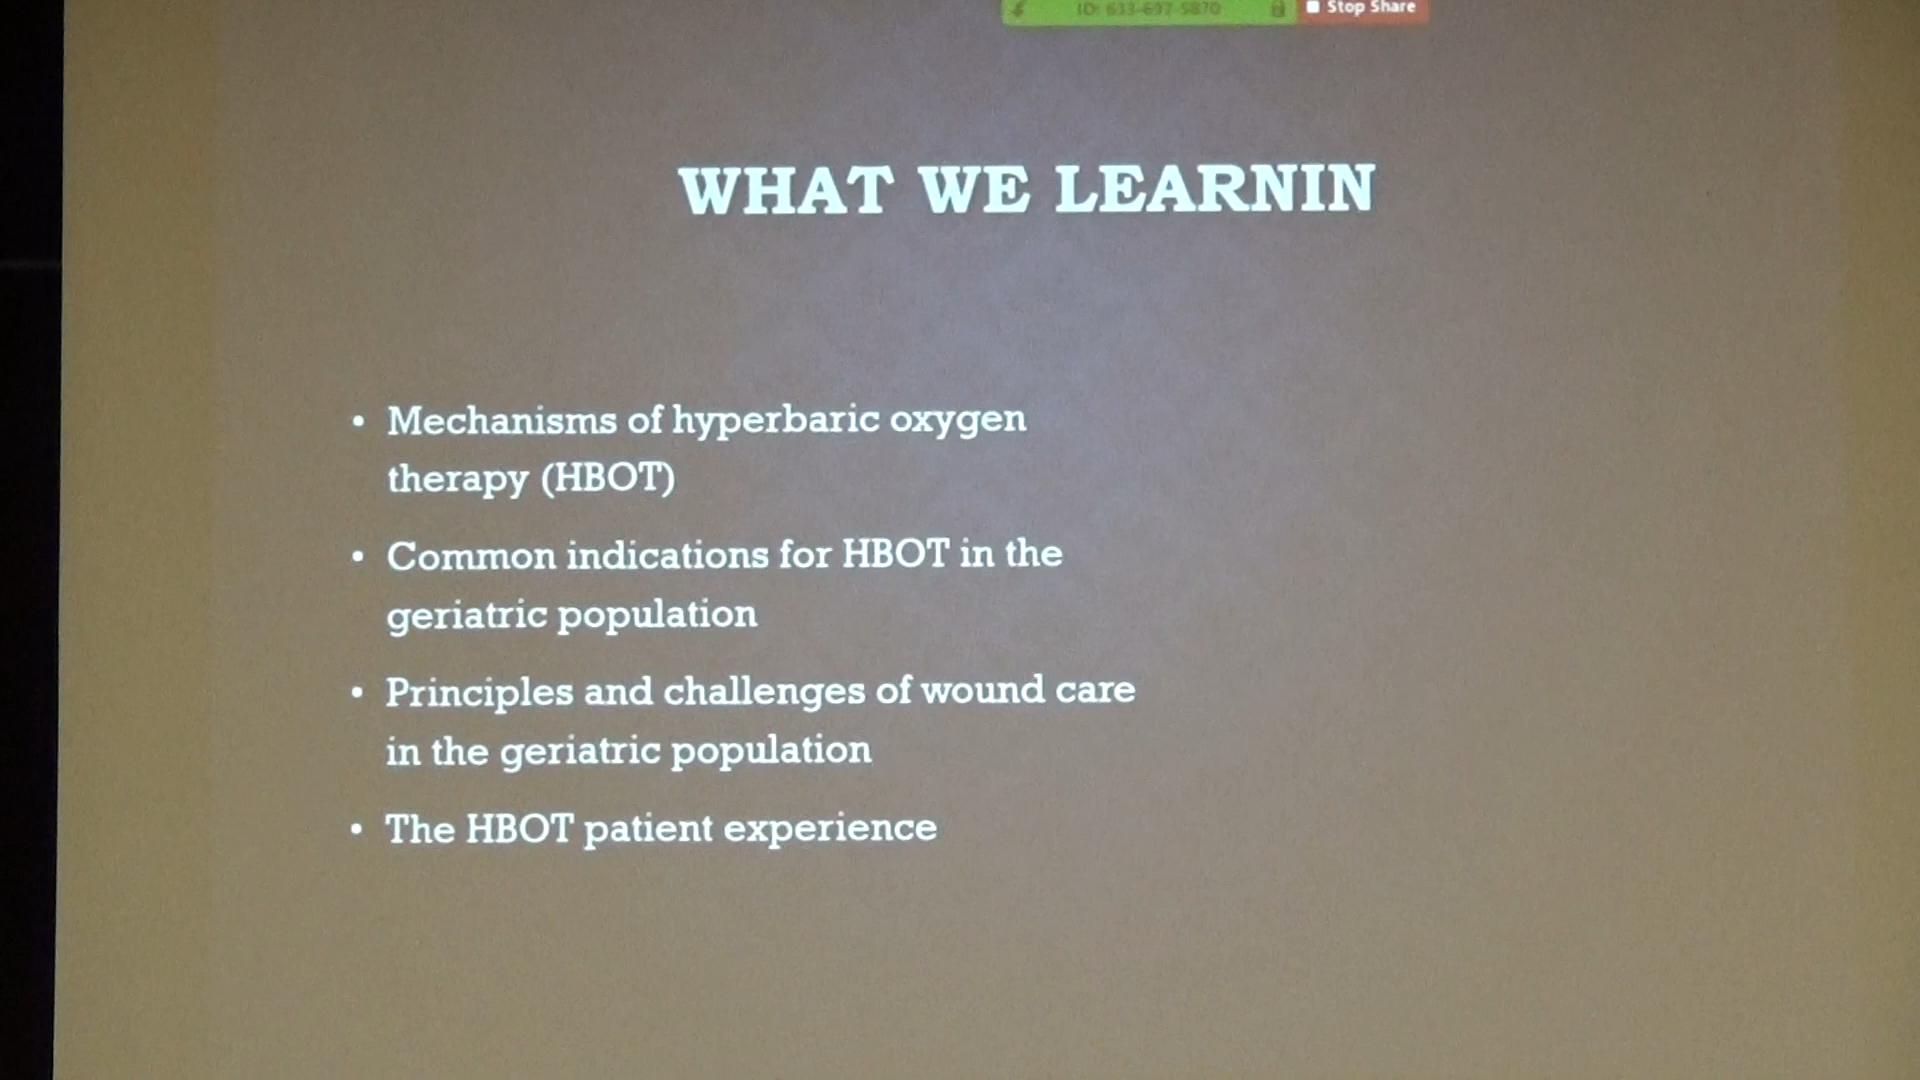 ID: 633-697-5870
Stop Share
WHAT WE LEARNIN
• Mechanisms of hyperbaric oxygen
therapy (HBOT)
• Common indications for HBOT in the
geriatric population
• Principles and challenges of wound care
in the geriatric population
• The HBOT patient experience